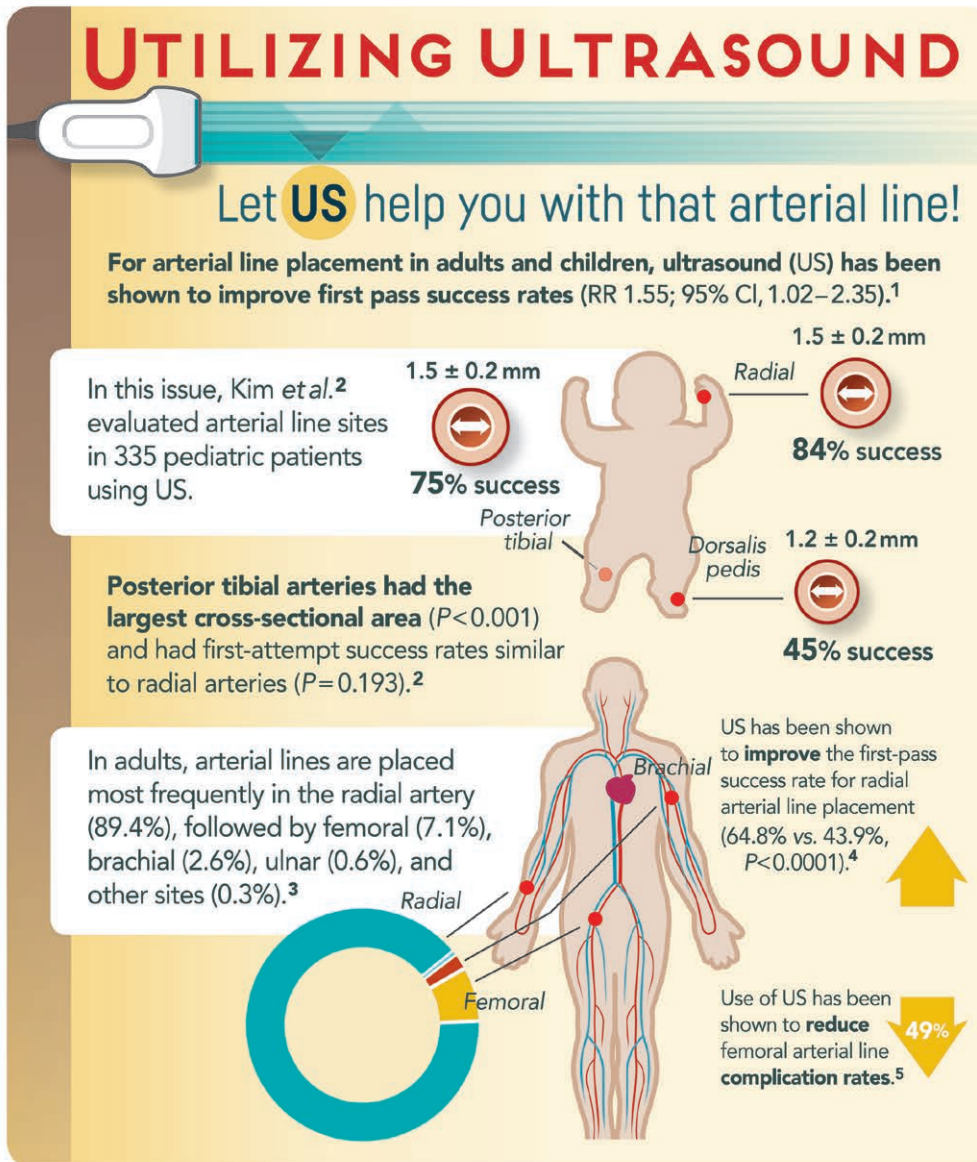 UTILIZING ULTRASOUND
Let US help you with that arterial line!
For arterial line placement in adults and children, ultrasound (US) has been
shown to improve first pass success rates (RR 1.55; 95% CI, 1.02–2.35).1
In this issue, Kim et al.2
evaluated arterial line sites
in 335 pediatric patients
using US.
1.5 ± 0.2 mm
75% success
Posterior
tibial
Radial
1.5 ± 0.2 mm
84% success
Dorsalis
pedis
1.2 ± 0.2 mm
45% success
Posterior tibial arteries had the
largest cross-sectional area (P<0.001)
and had first-attempt success rates similar
to radial arteries (P=0.193).2
In adults, arterial lines are placed
most frequently in the radial artery
(89.4%), followed by femoral (7.1%),
brachial (2.6%), ulnar (0.6%), and
other sites (0.3%).3
Radial
Brachial
Femoral
US has been shown
to improve the first-pass
success rate for radial
arterial line placement
(64.8% vs. 43.9%,
P<0.0001).4
Use of US has been
shown to reduce
femoral arterial line
complication rates.5
49%